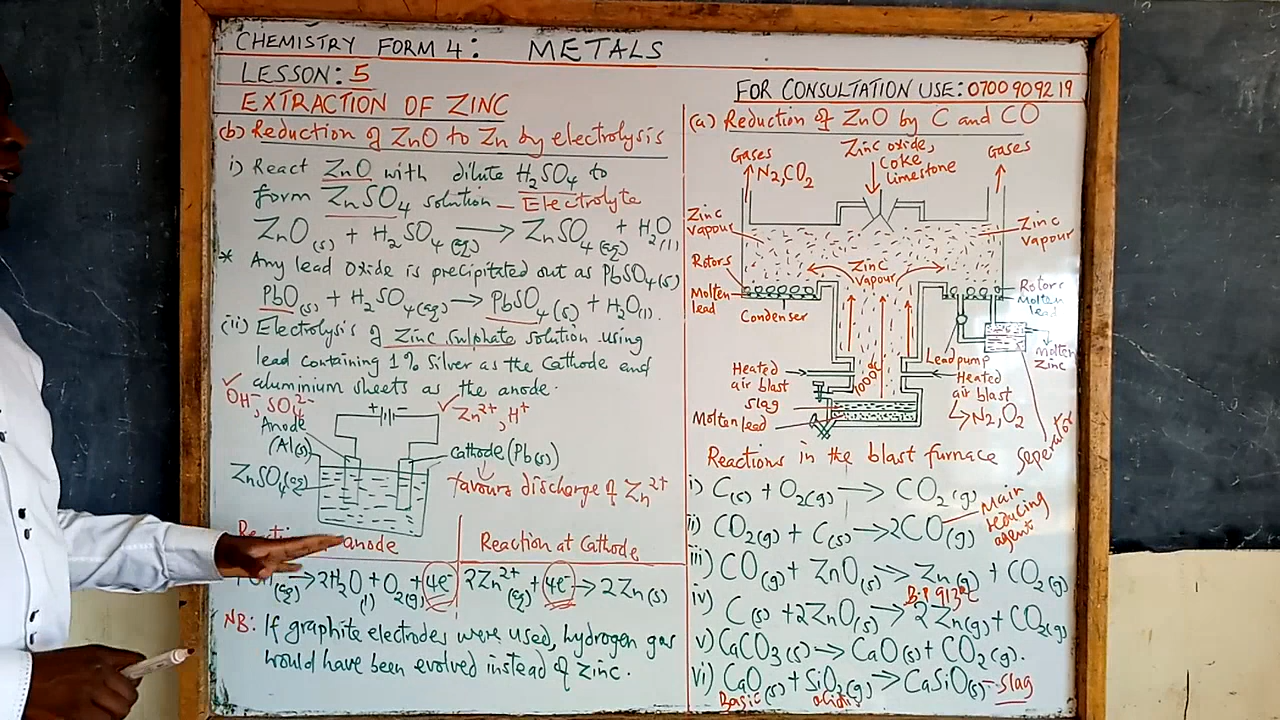 CHEMISTRY FORM 4: METALS
LESSON: 5
FOR CONSULTATION USE: 0700909219
EXTRACTION OF ZINC
(b) Reduction of ZnO to Zn by electrolysis
i) React ZnO with dilute H2SO4 to
form ZnSO4 solution – Electrolyte
ZnO(s) + H2SO4(aq) → ZnSO4(aq) + H2O(l)
* Any lead oxide is precipitated out as PbSO4(s)
PbO(s) + H2SO4(aq) → PbSO4(s) + H2O(l).
(ii) Electrolysis of Zinc Sulphate solution using
lead containing 1% Silver as the Cathode and
aluminium sheets as the anode.
✓ OH-, SO4 2-
+ -
✓ Zn2+, H+
Anode
(Al(s))
ZnSO4(aq)
cathode (Pb(s))
favours discharge of Zn2+
anode
Reaction at Cathode
→ 2H2O(l) + O2(g) + 4e-
2Zn2+(aq) + 4e- → 2Zn(s)
NB: If graphite electrodes were used, hydrogen gas
would have been evolved instead of zinc.
(a) Reduction of ZnO by C and CO
Gases
N2, CO2
Zinc oxide,
Coke
limestone
Gases
Zinc
vapour
Zinc
vapour
Rotors
Zinc
vapour
Rotors
Molten
lead
Molten
lead
Condenser
Lead pump
Molten
Zinc
Heated
air blast
1000°C
Heated
air blast
→ N2, O2
slag
Molten lead
Seperator
Reactions in the blast furnace
i) C(s) + O2(g) → CO2(g)
ii) CO2(g) + C(s) → 2CO(g)
Main
reducing
agent
iii) CO(g) + ZnO(s) → Zn(g) + CO2(g)
B.P 913°C
iv) C(s) + 2ZnO(s) → 2Zn(g) + CO2(g)
v) CaCO3(s) → CaO(s) + CO2(g).
vi) CaO(s) + SiO2(g) → CaSiO(s) – slag
Basic